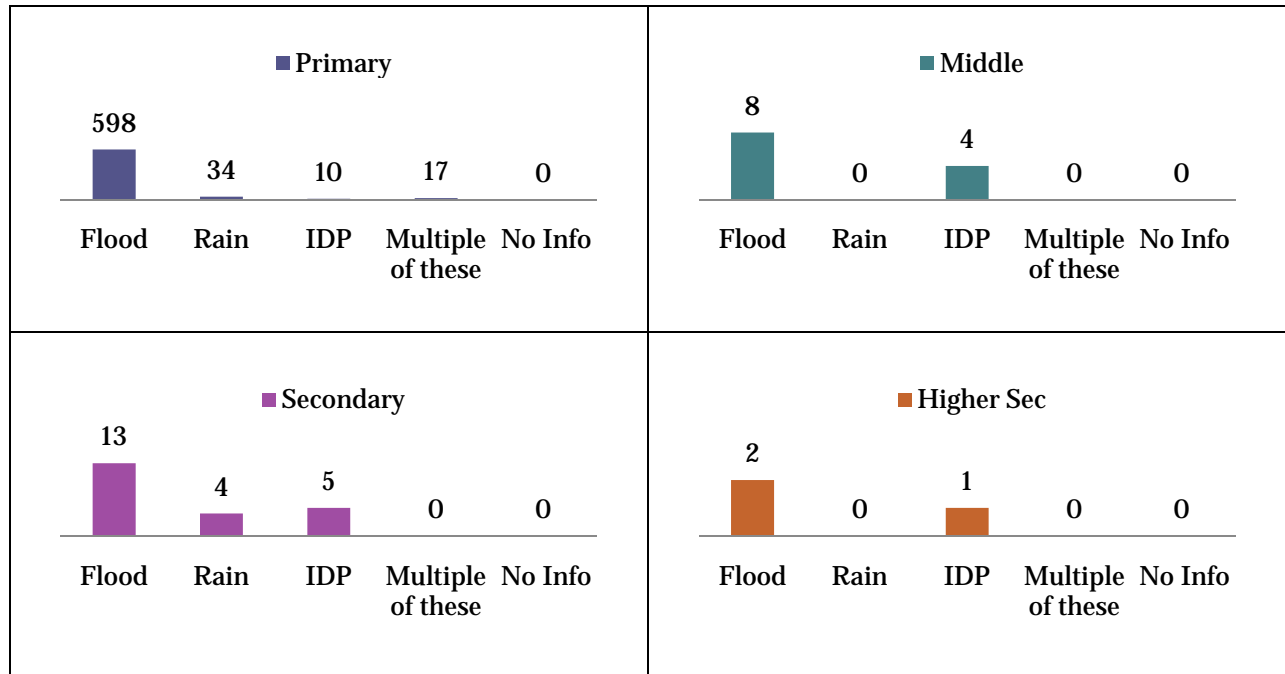 Primary
598
34
10
17
0
Flood Rain IDP Multiple of these No Info
Middle
8
0
4
0
0
Flood Rain IDP Multiple of these No Info
Secondary
13
4
5
0
0
Flood Rain IDP Multiple of these No Info
Higher Sec
2
0
1
0
0
Flood Rain IDP Multiple of these No Info